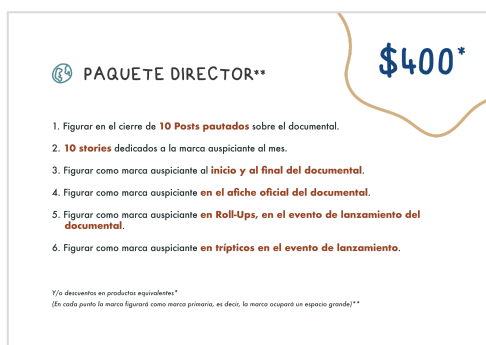 $400*
PAQUETE DIRECTOR**
1. Figurar en el cierre de 10 Posts pautados sobre el documental.
2. 10 stories dedicados a la marca auspiciante al mes.
3. Figurar como marca auspiciante al inicio y al final del documental.
4. Figurar como marca auspiciante en el afiche oficial del documental.
5. Figurar como marca auspiciante en Roll-Ups, en el evento de lanzamiento del
documental.
6. Figurar como marca auspiciante en trípticos en el evento de lanzamiento.
Y/o descuentos en productos equivalentes*
(En cada punto la marca figurará como marca primaria, es decir, la marca ocupará un espacio grande)**